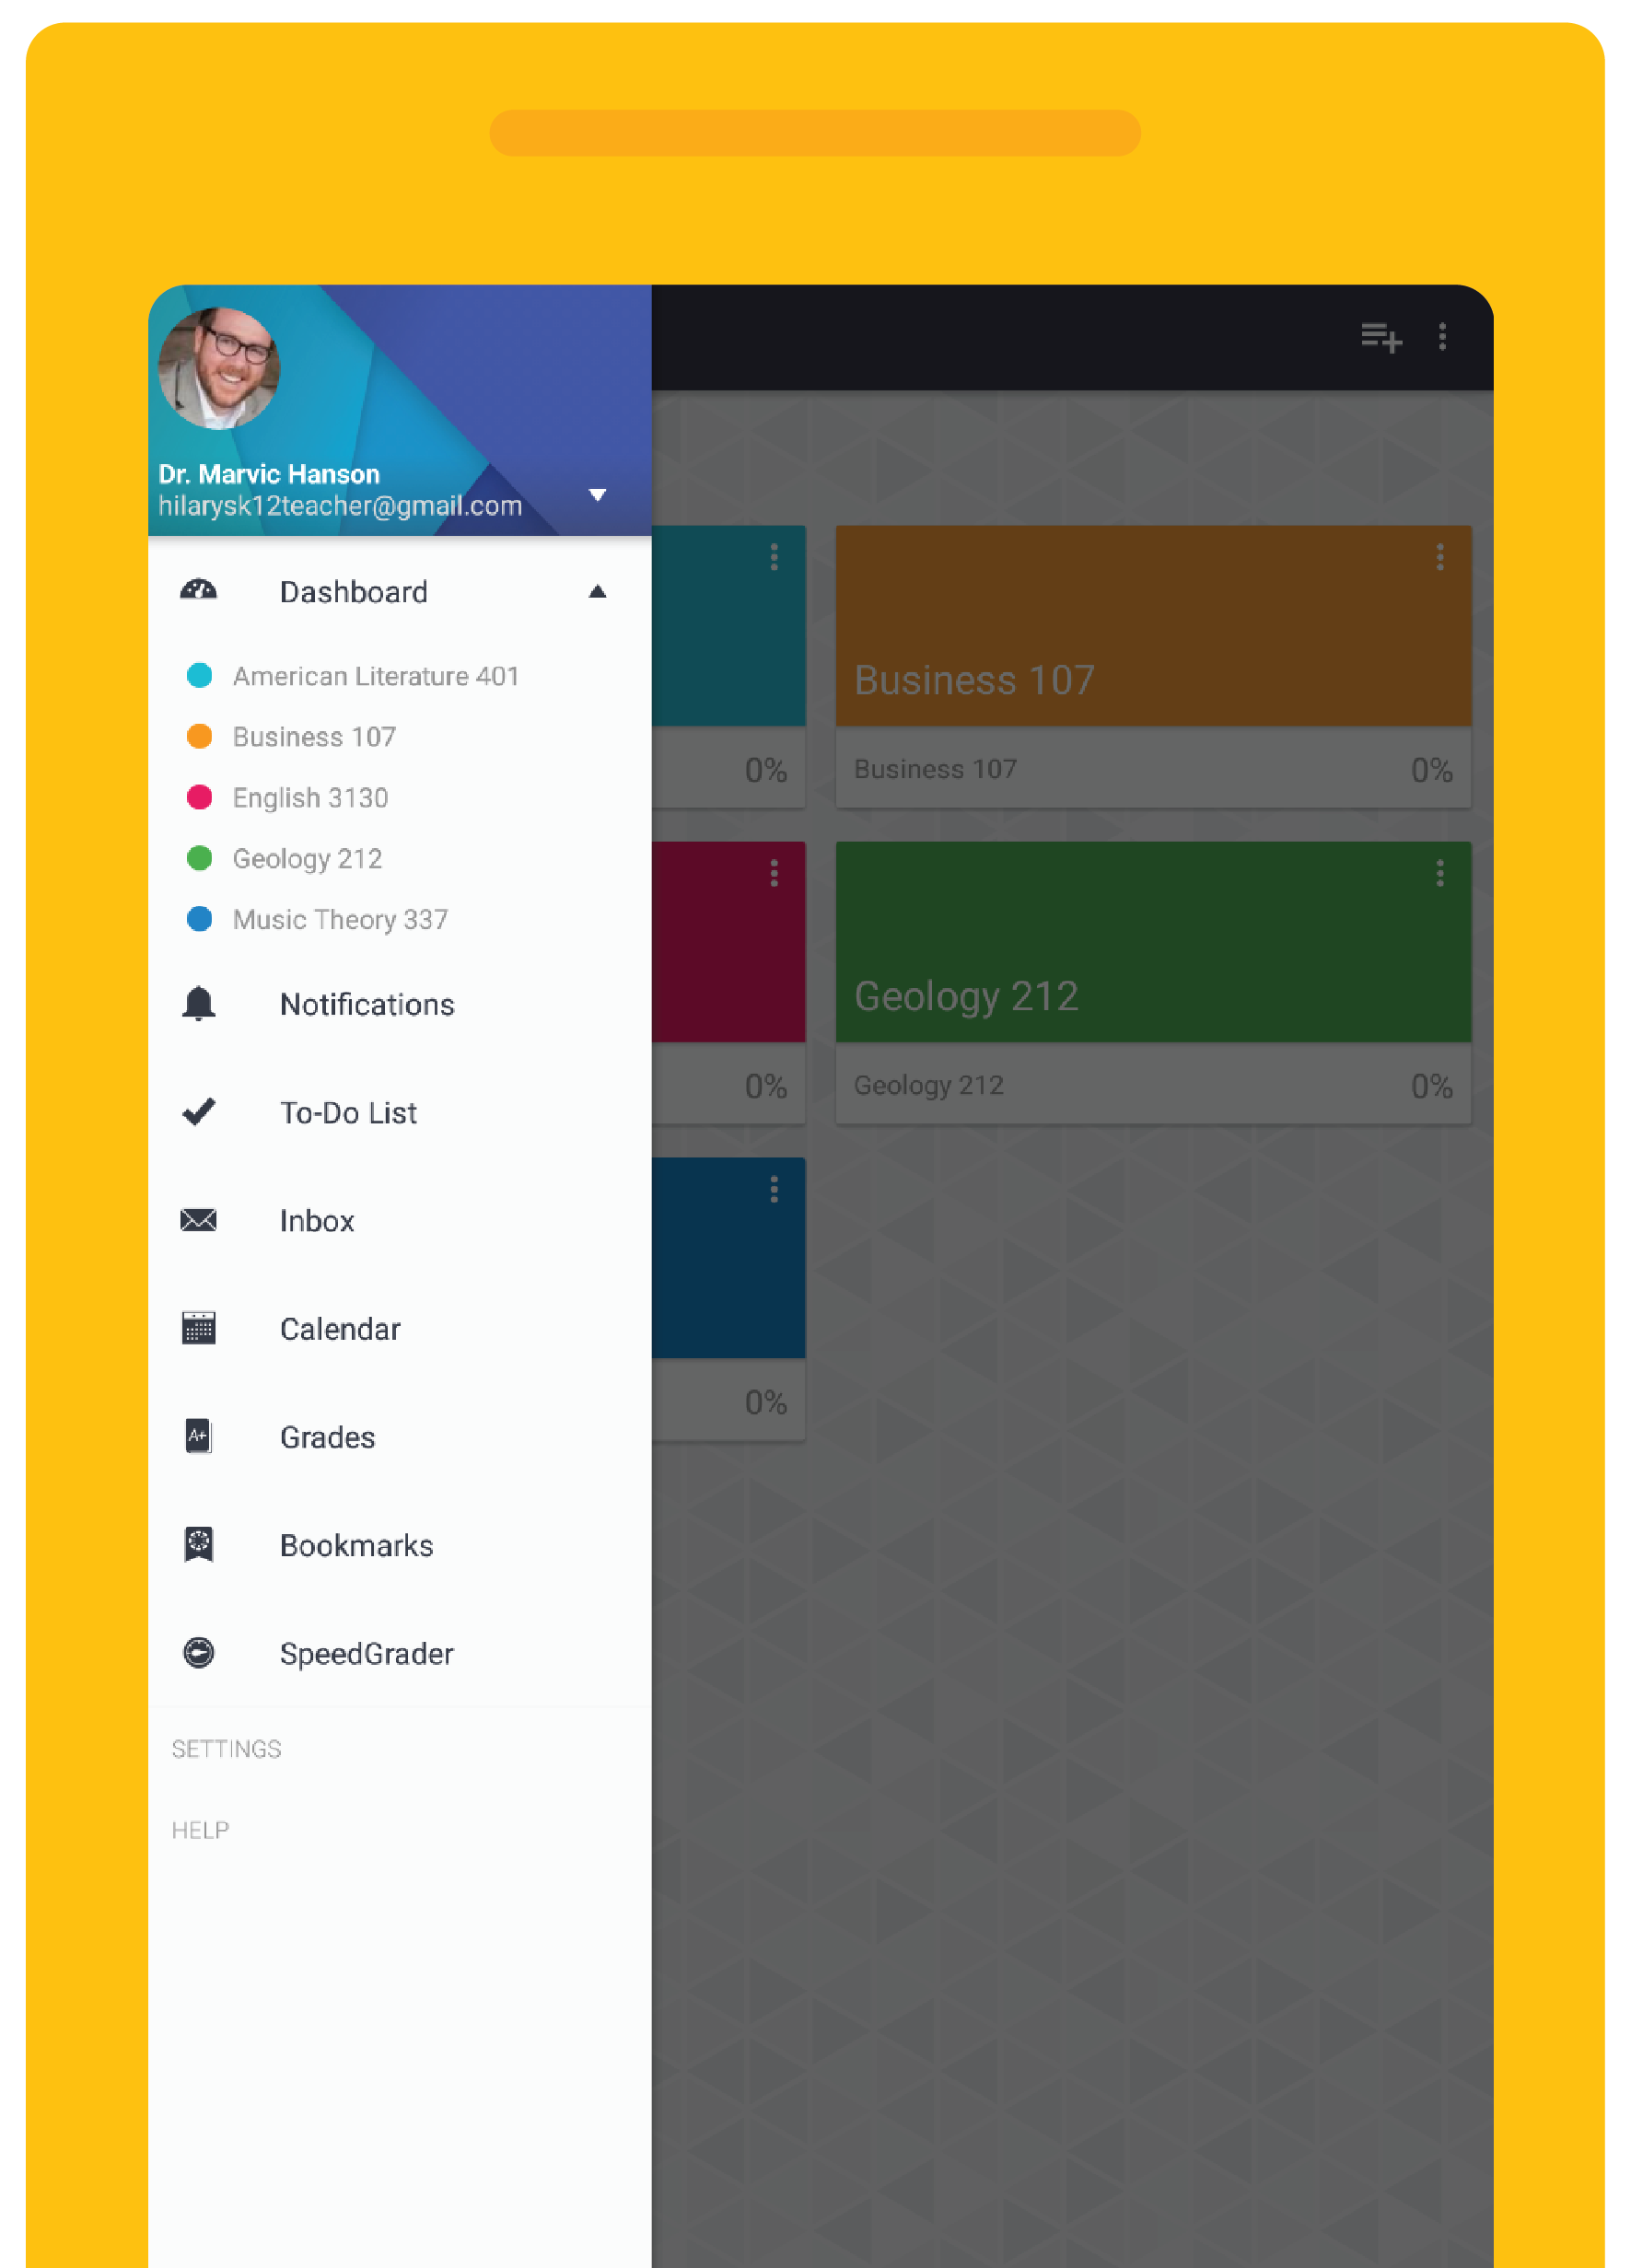 Dr. Marvic Hanson
hilarysk12teacher@gmail.com
Dashboard
American Literature 401
Business 107
English 3130
Geology 212
Music Theory 337
Notifications
To-Do List
Inbox
Calendar
A+ Grades
Bookmarks
SpeedGrader
SETTINGS
HELP
0%
Business 107
Business 107 0%
0%
Geology 212
Geology 212 0%
0%